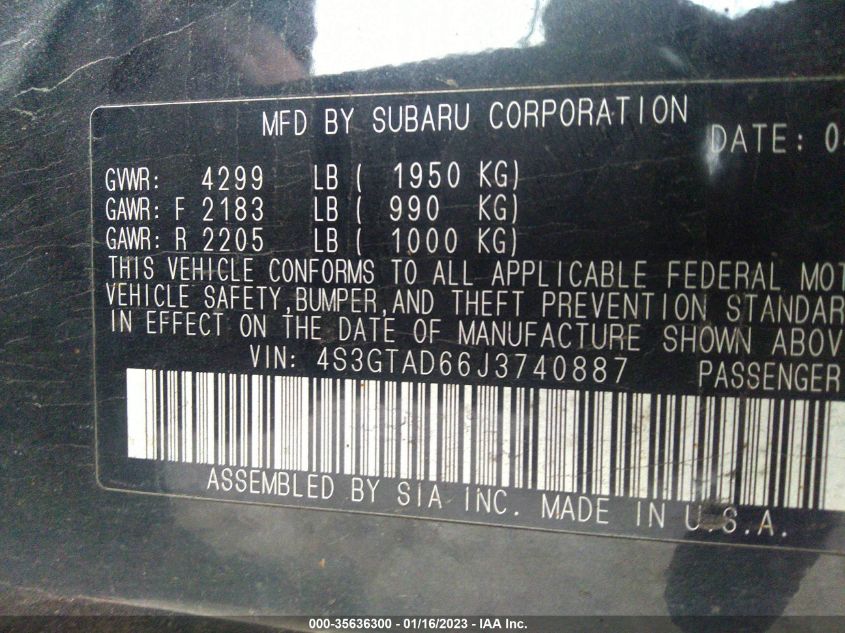 MFD BY SUBARU CORPORATION
DATE: 0
GVWR: 4299 LB ( 1950 KG)
GAWR: F 2183 LB ( 990 KG)
GAWR: R 2205 LB ( 1000 KG)
THIS VEHICLE CONFORMS TO ALL APPLICABLE FEDERAL MOT
VEHICLE SAFETY,BUMPER,AND THEFT PREVENTION STANDAR
IN EFFECT ON THE DATE OF MANUFACTURE SHOWN ABOV
VIN: 4S3GTAD66J3740887 PASSENGER
ASSEMBLED BY SIA INC. MADE IN U.S.A.
000-35636300 - 01/16/2023 - IAA Inc.